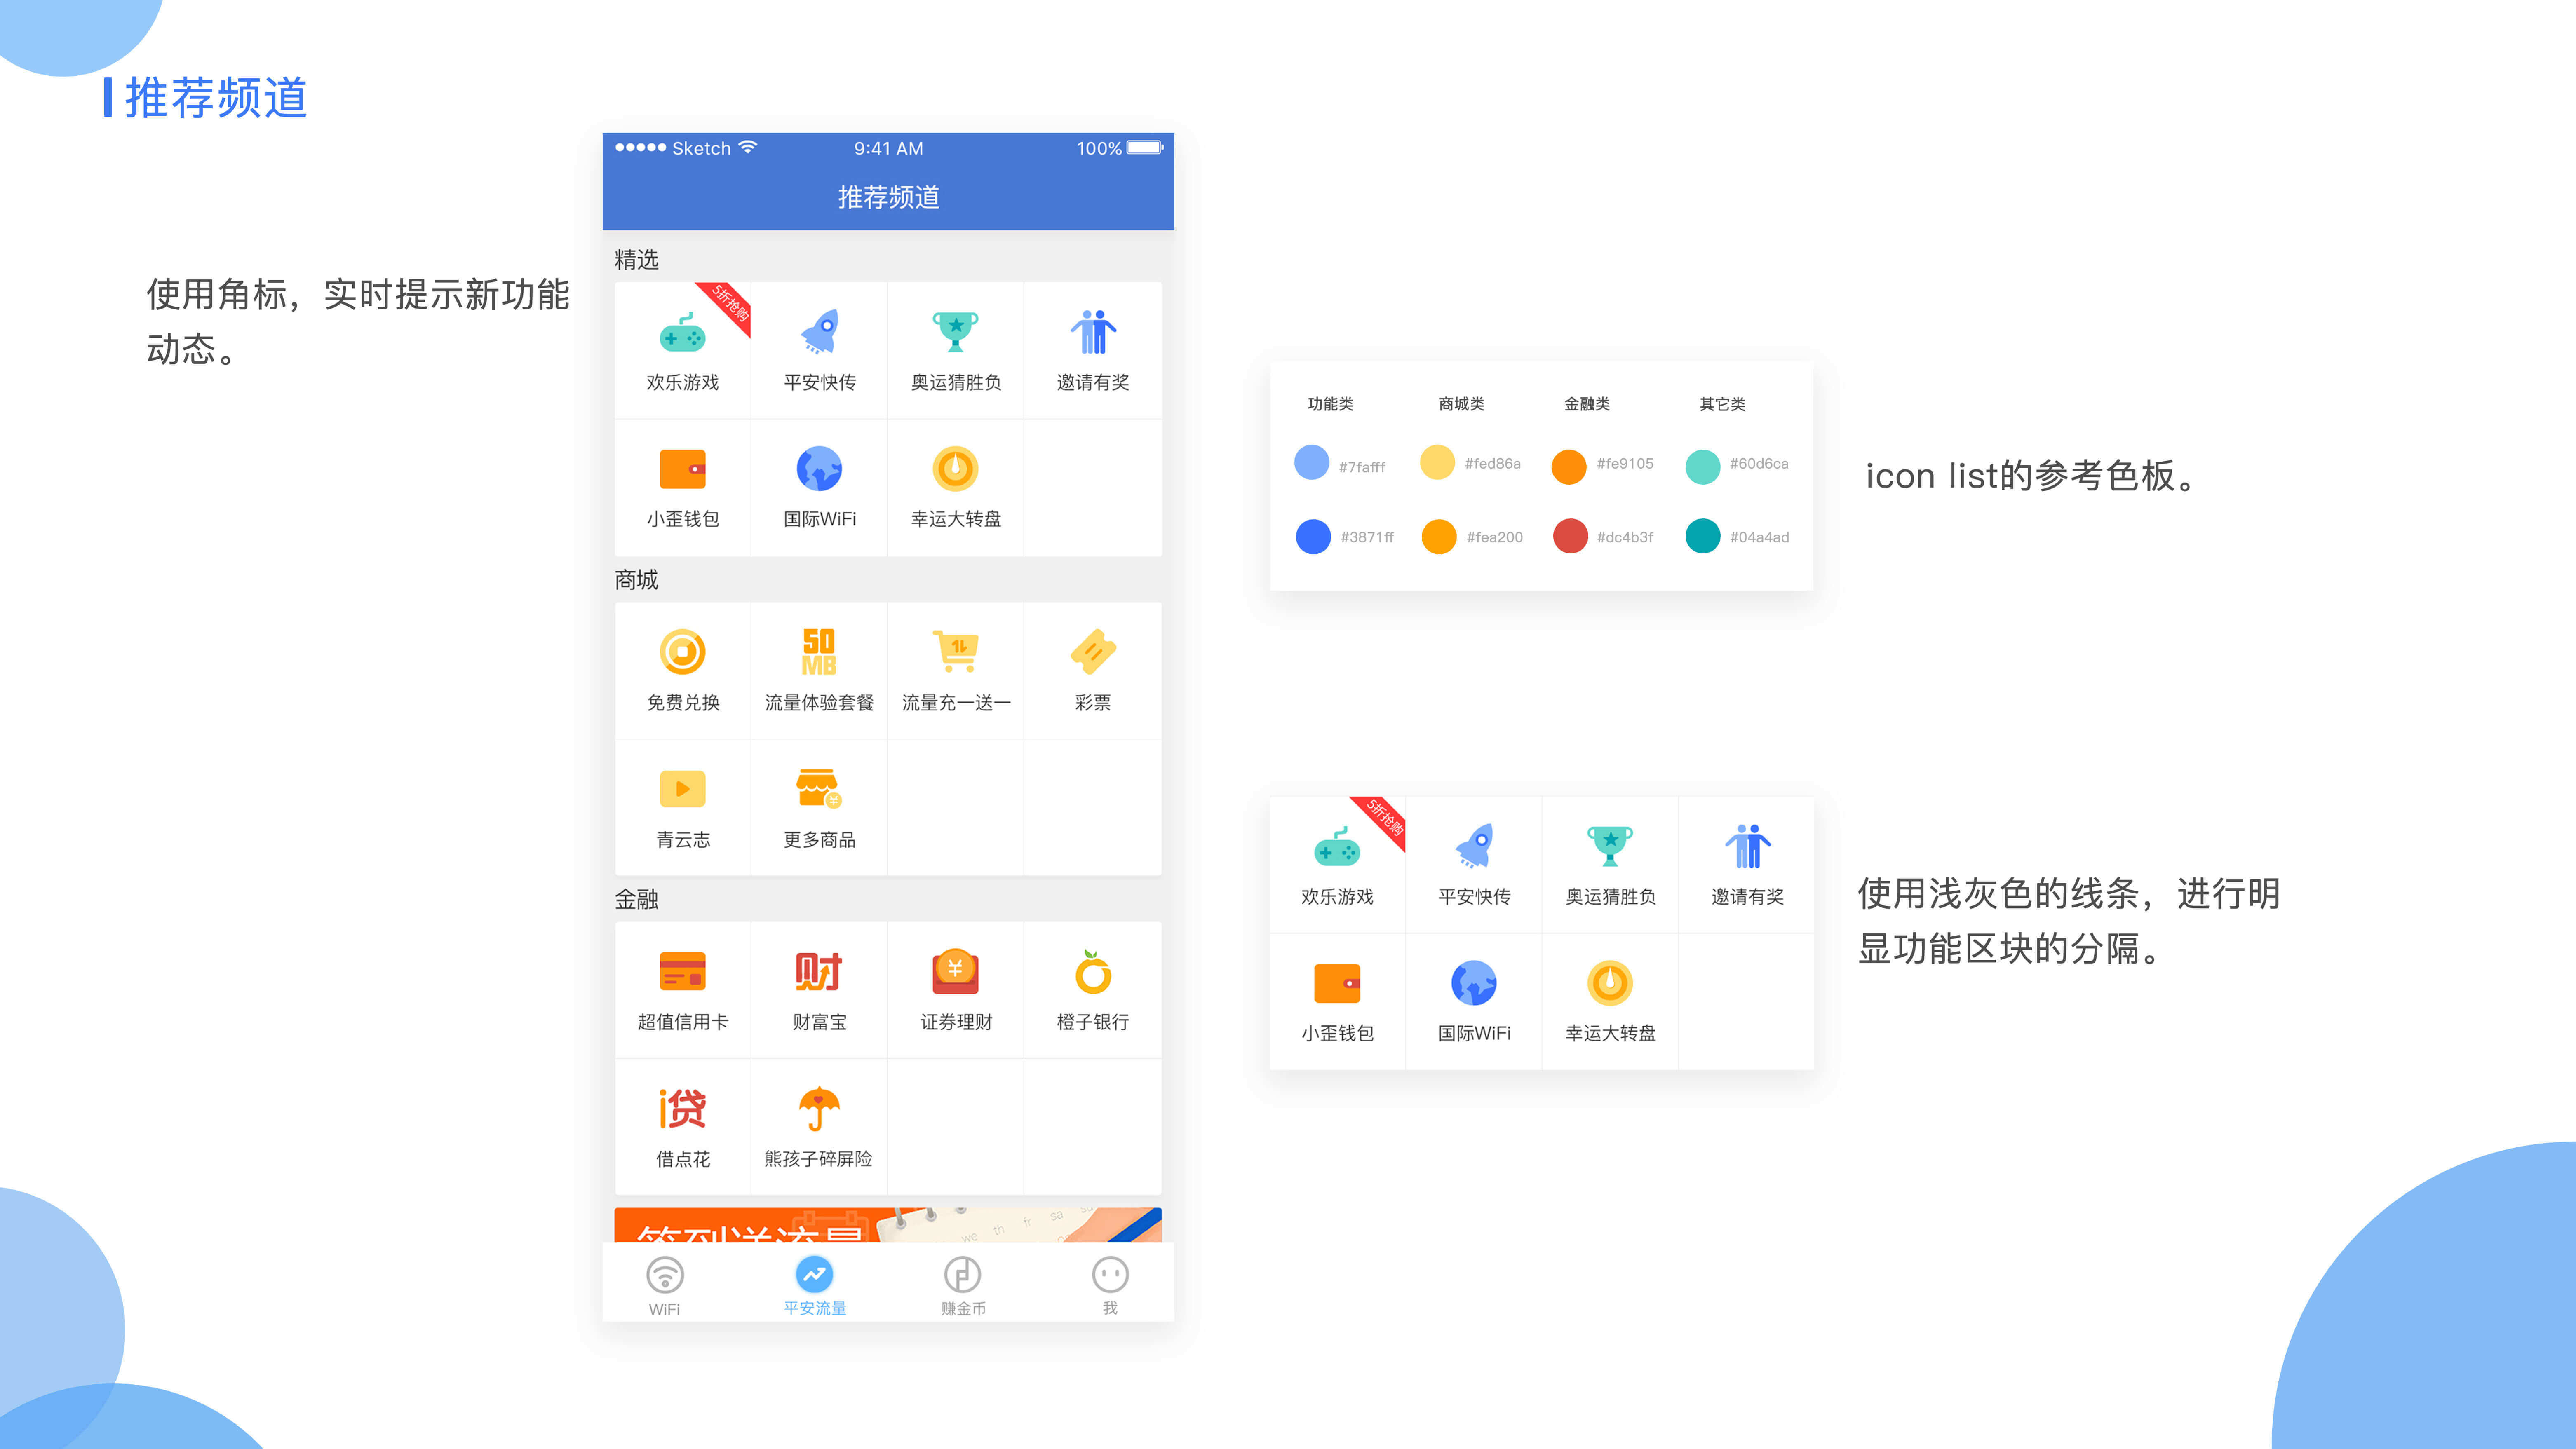 推荐频道
使用角标，实时提示新功能
动态。
Sketch 9:41 AM 100%
推荐频道
精选
5折抢购
欢乐游戏 平安快传 奥运猜胜负 邀请有奖
小歪钱包 国际WiFi 幸运大转盘
商城
50
MB
免费兑换 流量体验套餐 流量充一送一 彩票
青云志 更多商品
金融
财
超值信用卡 财富宝 证券理财 橙子银行
i贷
借点花 熊孩子碎屏险
签到送流量
we th fr sa su
WiFi 平安流量 赚金币 我
功能类 商城类 金融类 其它类
#7fafff #fed86a #fe9105 #60d6ca
#3871ff #fea200 #dc4b3f #04a4ad
icon list的参考色板。
5折抢购
欢乐游戏 平安快传 奥运猜胜负 邀请有奖
小歪钱包 国际WiFi 幸运大转盘
使用浅灰色的线条，进行明
显功能区块的分隔。